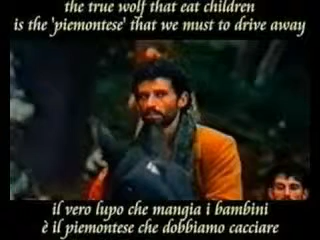 the true wolf that eat children
is the 'piemontese' that we must to drive away
il vero lupo che mangia i bambini
è il piemontese che dobbiamo cacciare